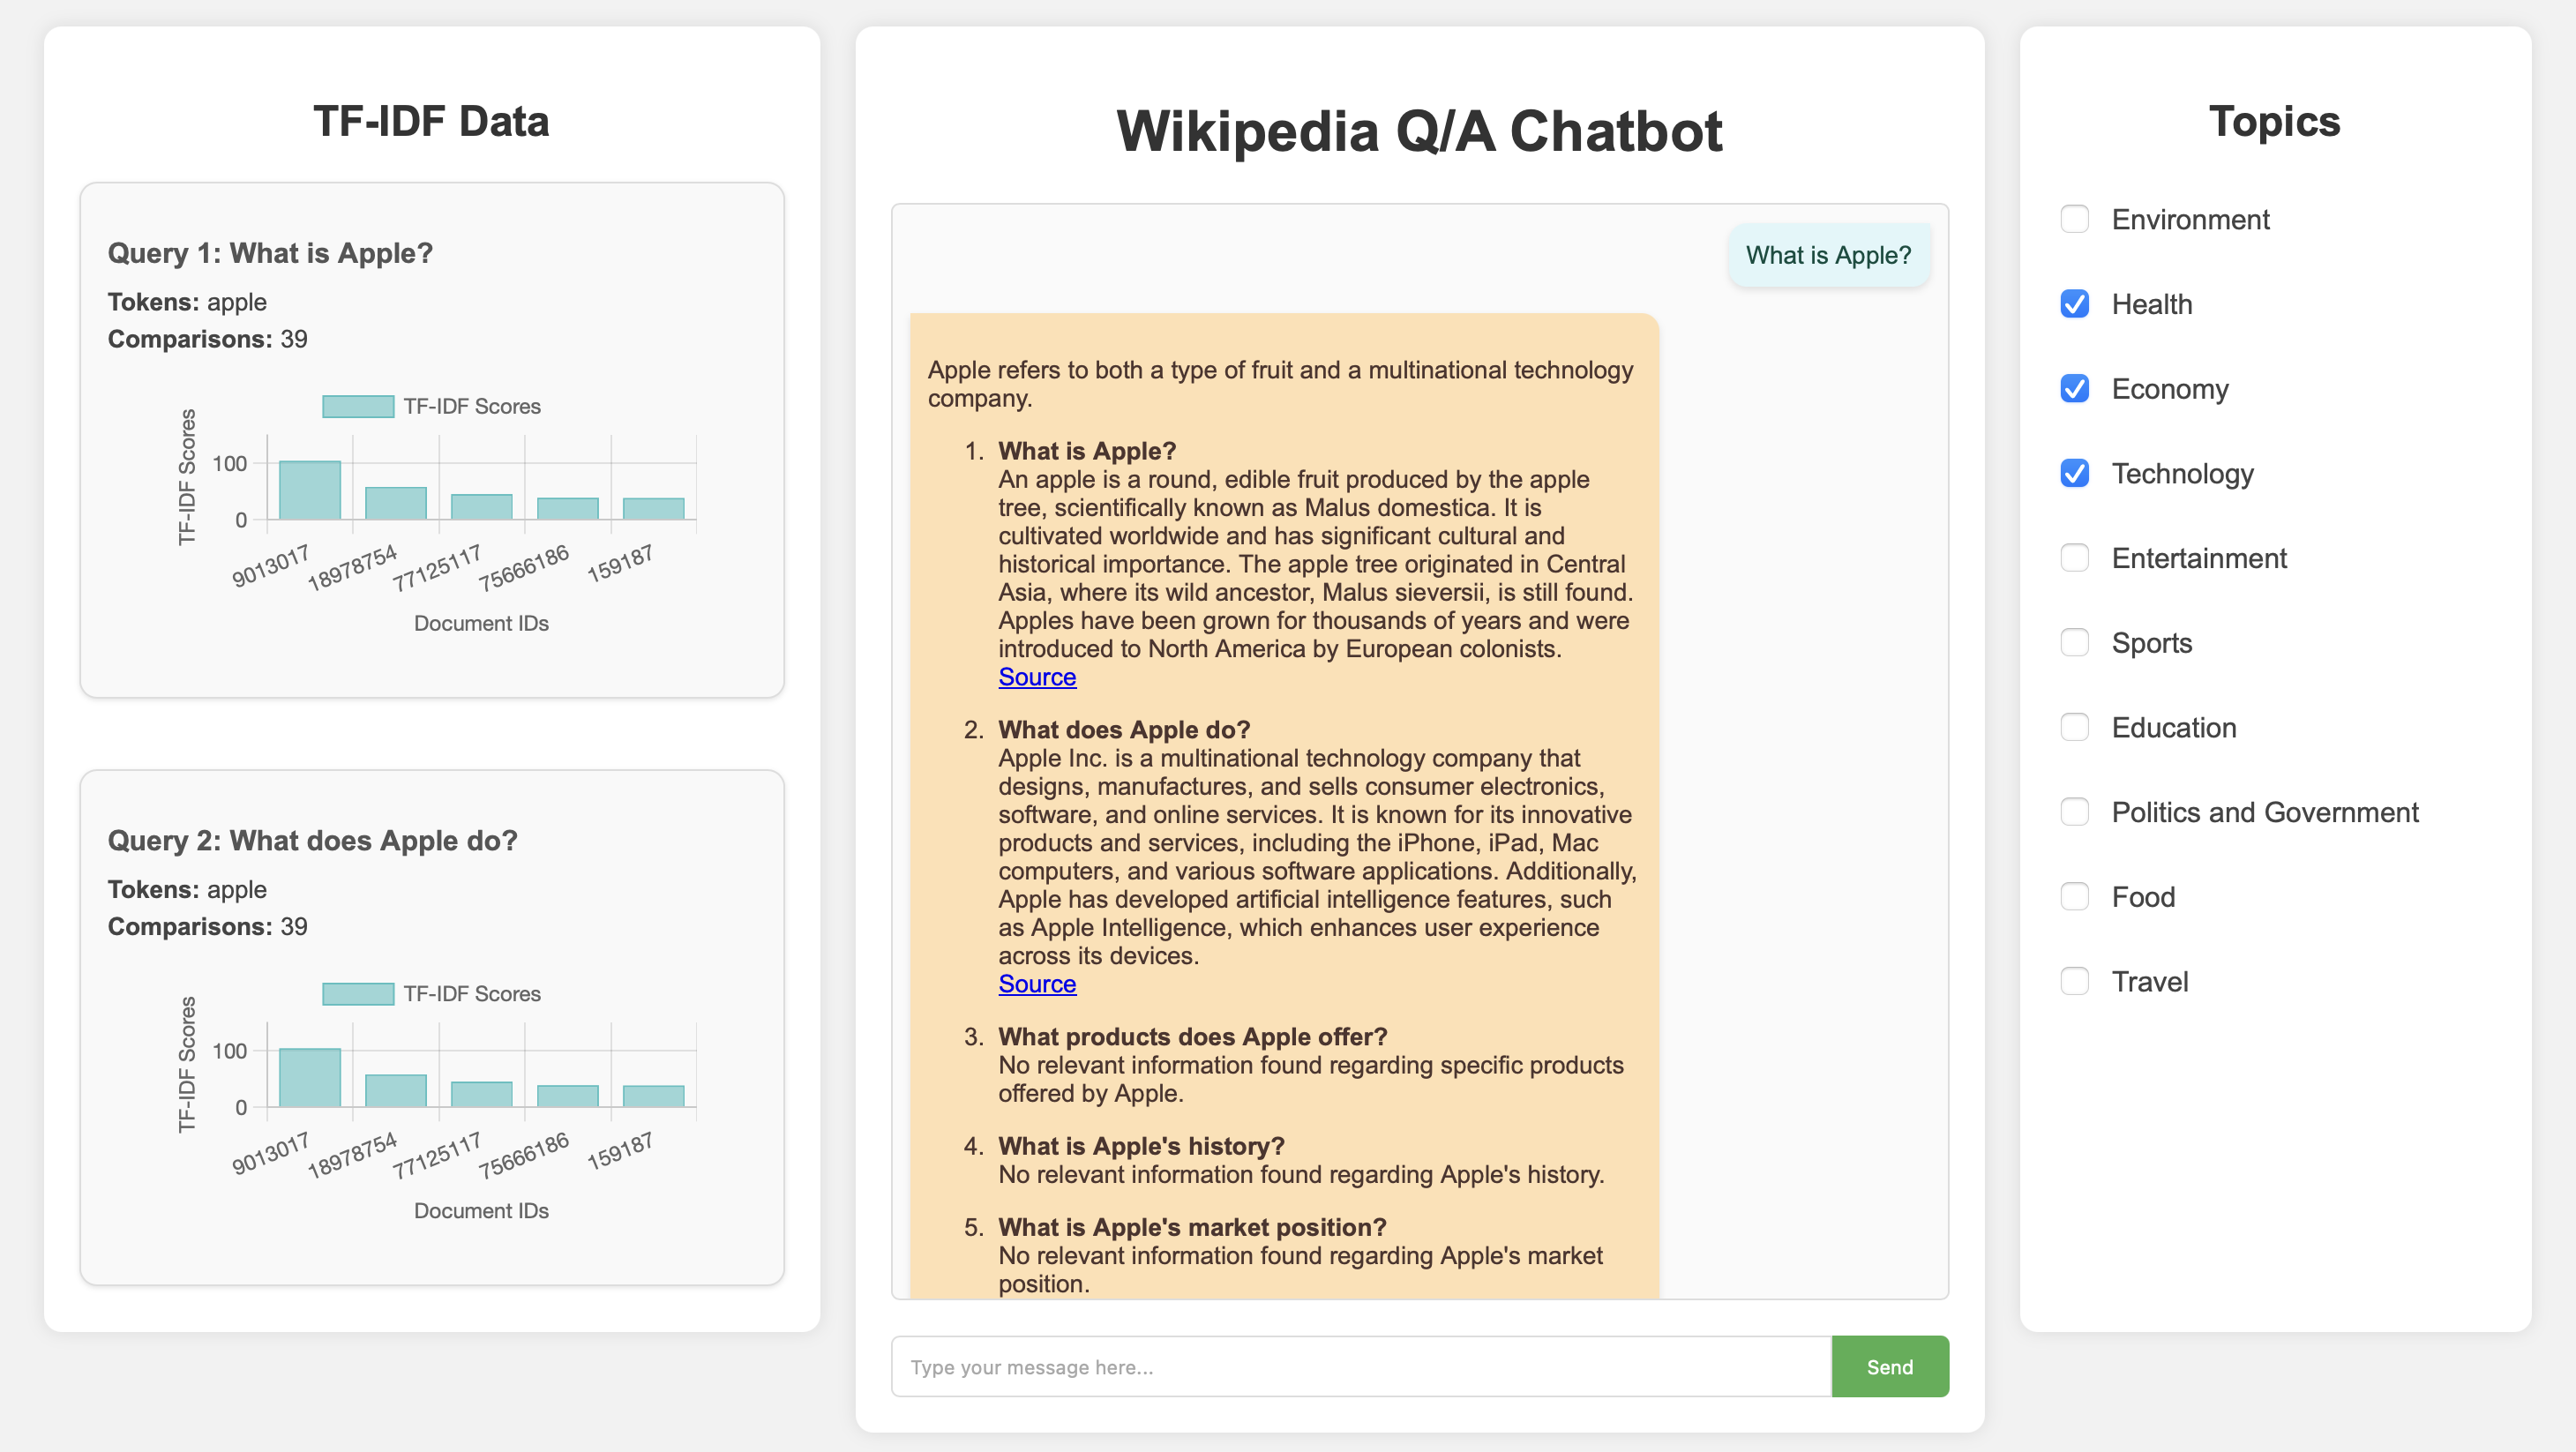 TF-IDF Data
Query 1: What is Apple?
Tokens: apple
Comparisons: 39
TF-IDF Scores
TF-IDF Scores
100
0
9013017
18978754
77125117
75666186
159187
Document IDs
Query 2: What does Apple do?
Tokens: apple
Comparisons: 39
TF-IDF Scores
TF-IDF Scores
100
0
9013017
18978754
77125117
75666186
159187
Document IDs
Wikipedia Q/A Chatbot
What is Apple?
Apple refers to both a type of fruit and a multinational technology
company.
1. What is Apple?
An apple is a round, edible fruit produced by the apple
tree, scientifically known as Malus domestica. It is
cultivated worldwide and has significant cultural and
historical importance. The apple tree originated in Central
Asia, where its wild ancestor, Malus sieversii, is still found.
Apples have been grown for thousands of years and were
introduced to North America by European colonists.
Source
2. What does Apple do?
Apple Inc. is a multinational technology company that
designs, manufactures, and sells consumer electronics,
software, and online services. It is known for its innovative
products and services, including the iPhone, iPad, Mac
computers, and various software applications. Additionally,
Apple has developed artificial intelligence features, such
as Apple Intelligence, which enhances user experience
across its devices.
Source
3. What products does Apple offer?
No relevant information found regarding specific products
offered by Apple.
4. What is Apple's history?
No relevant information found regarding Apple's history.
5. What is Apple's market position?
No relevant information found regarding Apple's market
position.
Type your message here...
Send
Topics
Environment
Health
Economy
Technology
Entertainment
Sports
Education
Politics and Government
Food
Travel